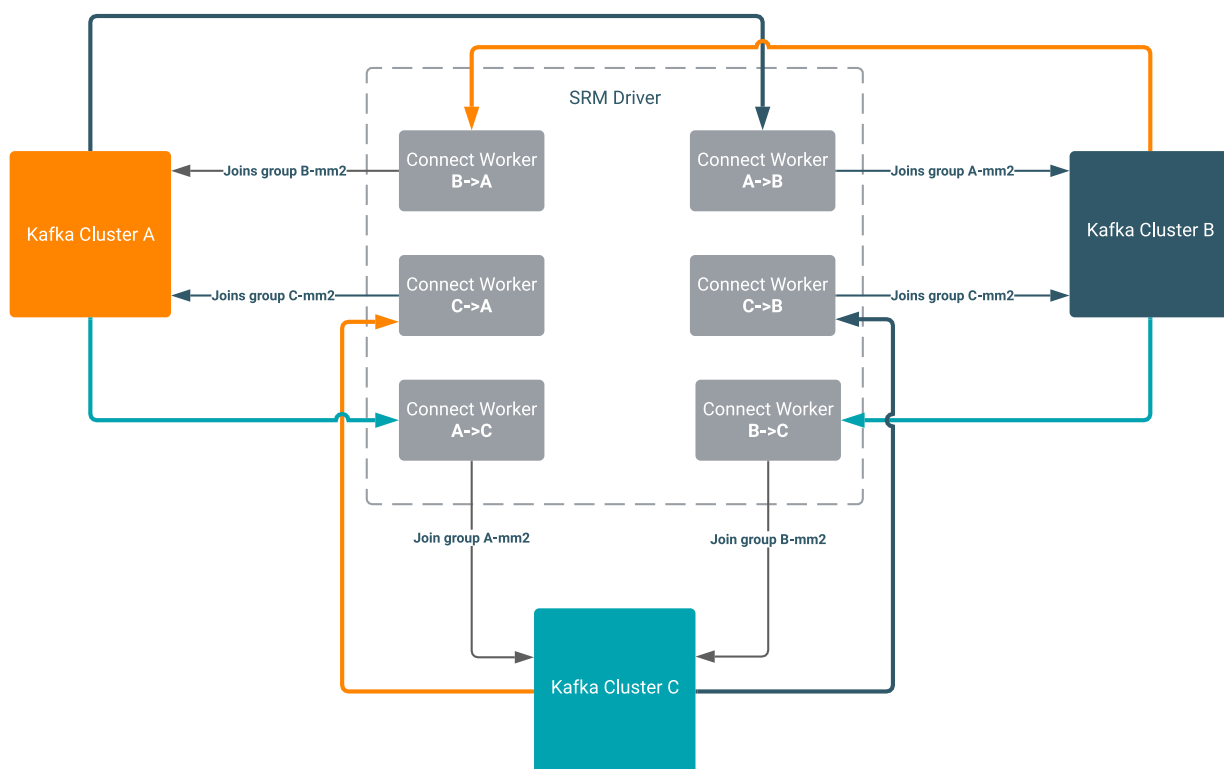 SRM Driver
Connect Worker
B->A
Connect Worker
A->B
Joins group B-mm2
Joins group A-mm2
Kafka Cluster A
Kafka Cluster B
Connect Worker
C->A
Connect Worker
C->B
Joins group C-mm2
Joins group C-mm2
Connect Worker
A->C
Connect Worker
B->C
Join group A-mm2
Join group B-mm2
Kafka Cluster C